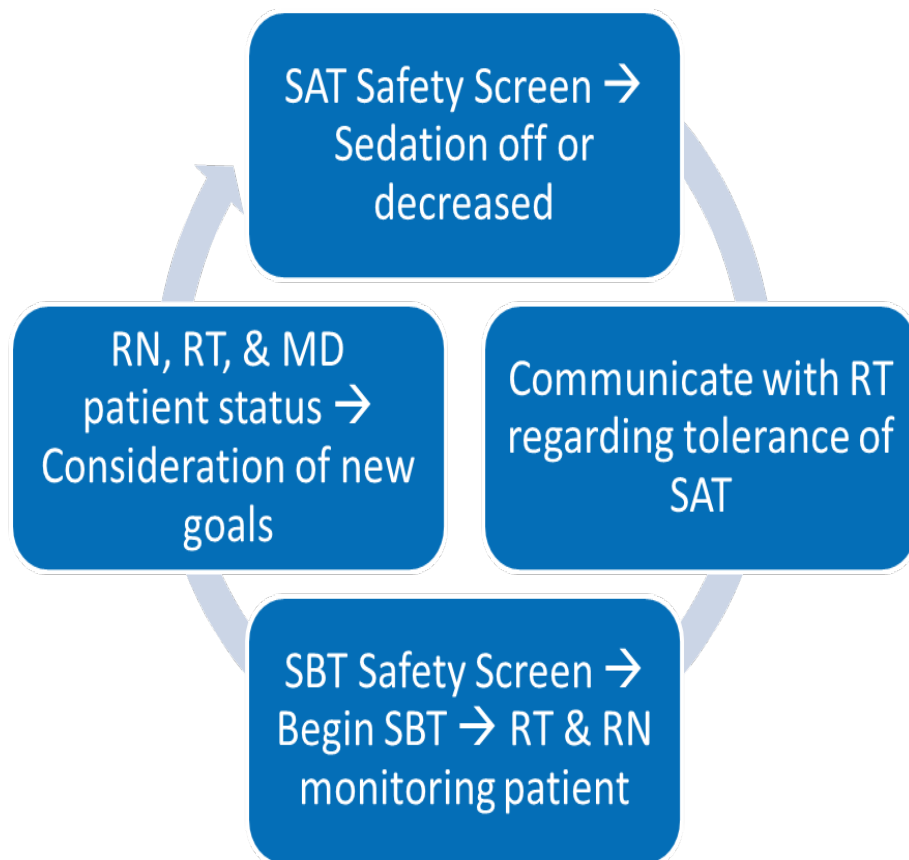 SAT Safety Screen →
Sedation off or
decreased
Communicate with RT
regarding tolerance of
SAT
SBT Safety Screen →
Begin SBT → RT & RN
monitoring patient
RN, RT, & MD
patient status →
Consideration of new
goals